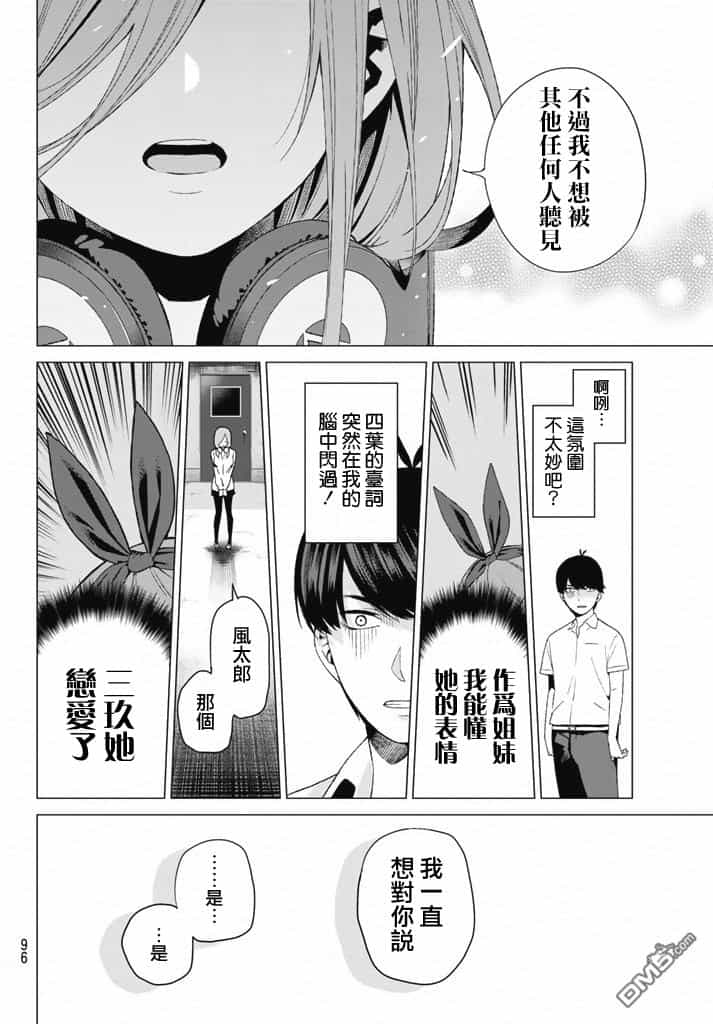 不過我不想被
其他任何人聽見
啊咧…
這氛圍
不太妙吧？
作爲姐妹
我能懂
她的表情
四葉的臺詞
突然在我的
腦中閃過！
風太郎
那個
三玖她
戀愛了
我一直
想對你說
……是…
…是
96
DM5.com